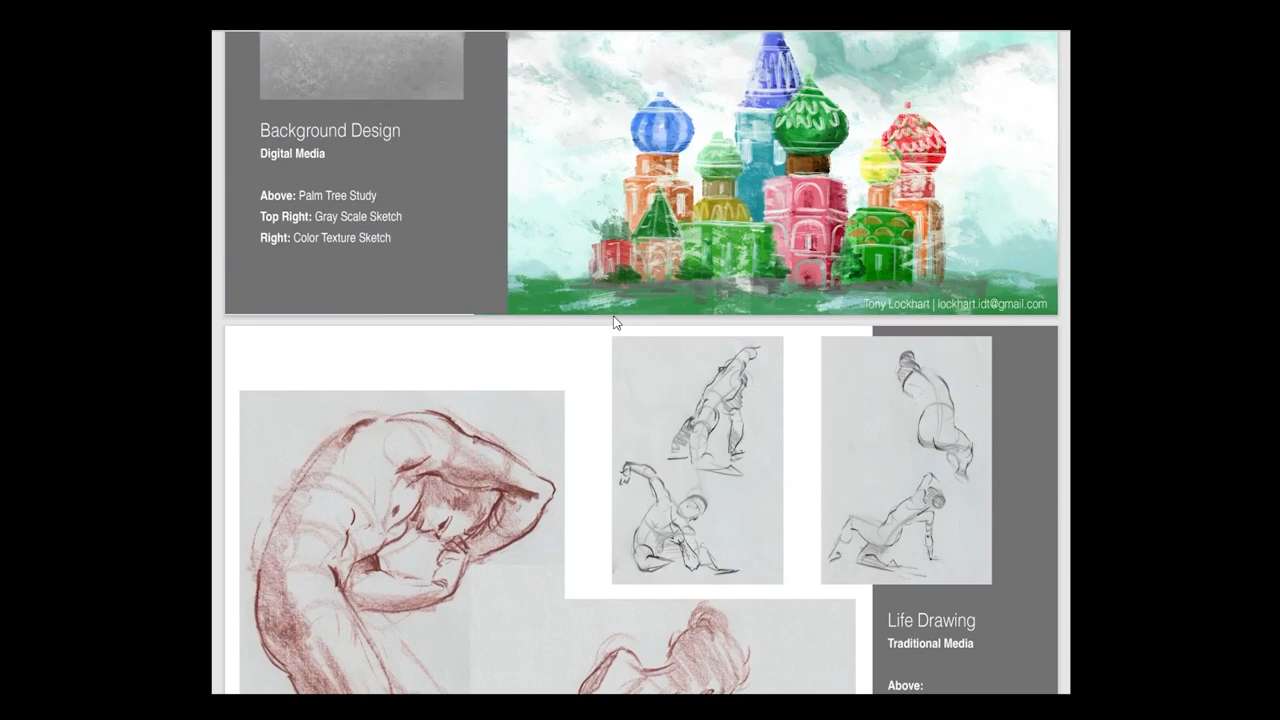 Background Design
Digital Media
Above: Palm Tree Study
Top Right: Gray Scale Sketch
Right: Color Texture Sketch
Tony Lockhart | lockhart.idt@gmail.com
Life Drawing
Traditional Media
Above: